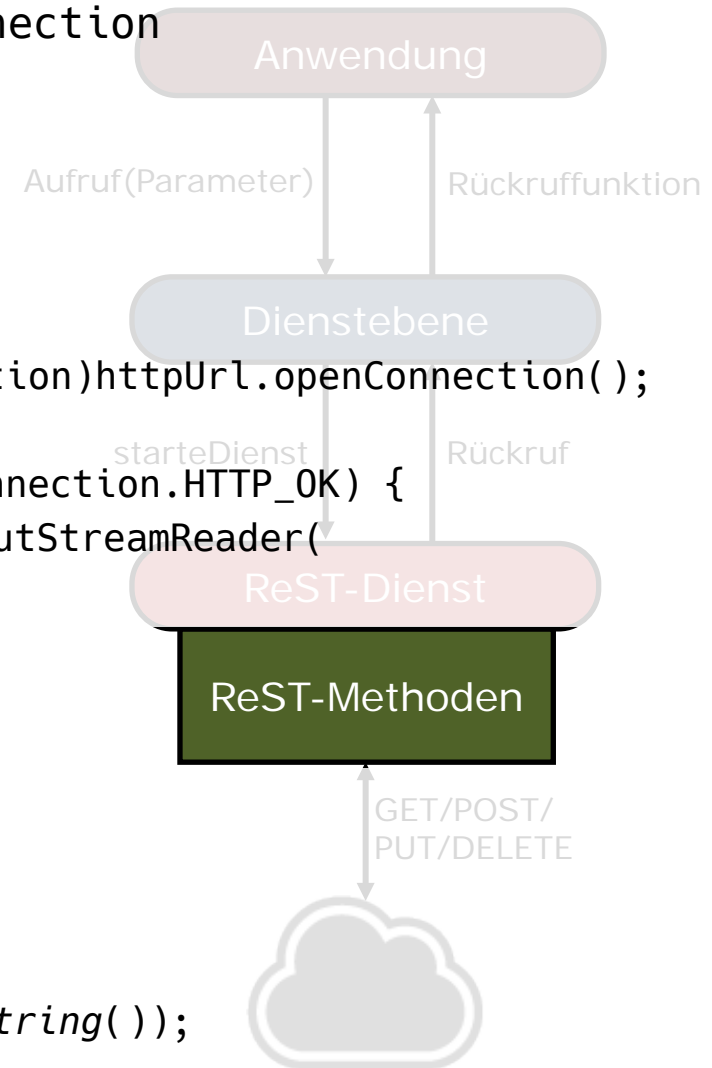 nection
Anwendung
Aufruf(Parameter)
Rückruffunktion
Dienstebene
tion)httpUrl.openConnection();
starteDienst
Rückruf
nnection.HTTP_OK) {
utStreamReader(
ReST-Dienst
ReST-Methoden
GET/POST/
PUT/DELETE
tring());